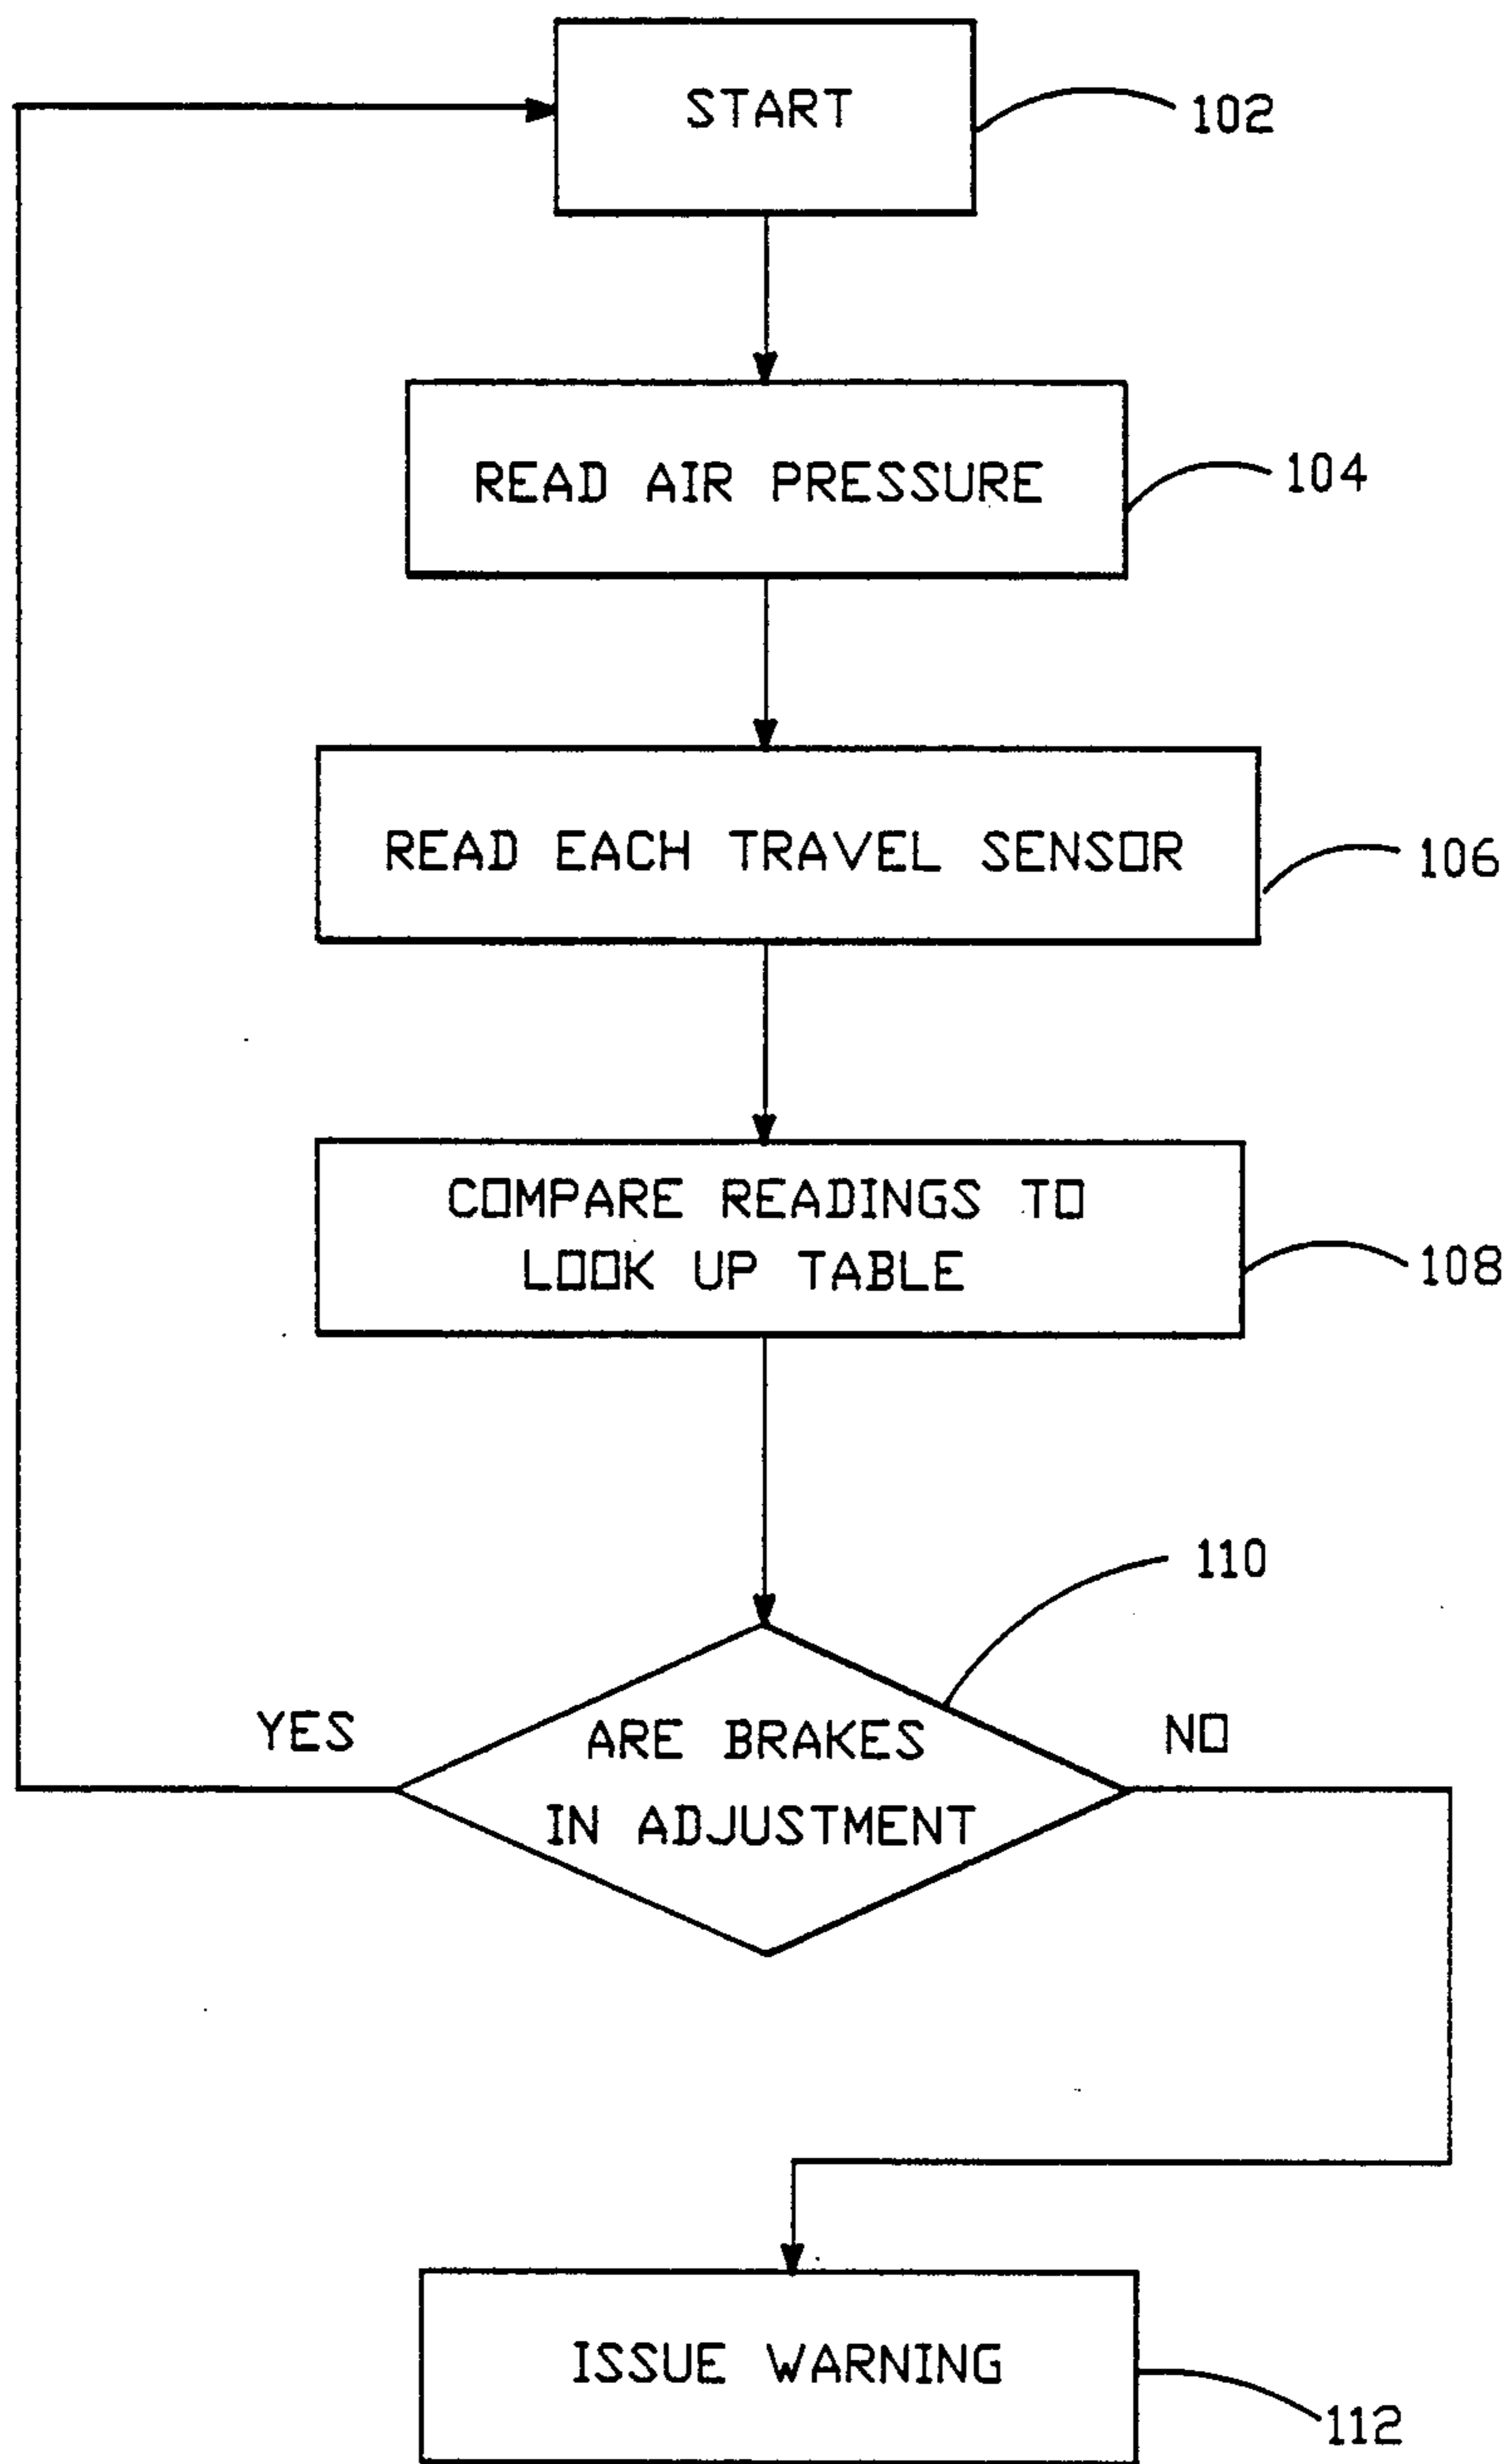 START
102
READ AIR PRESSURE
104
READ EACH TRAVEL SENSOR
106
COMPARE READINGS TO
LOOK UP TABLE
108
110
YES
ARE BRAKES
IN ADJUSTMENT
NO
ISSUE WARNING
112